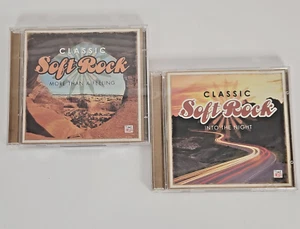 CLASSIC
Soft Rock
MORE THAN A FEELING
CLASSIC
Soft Rock
INTO THE NIGHT